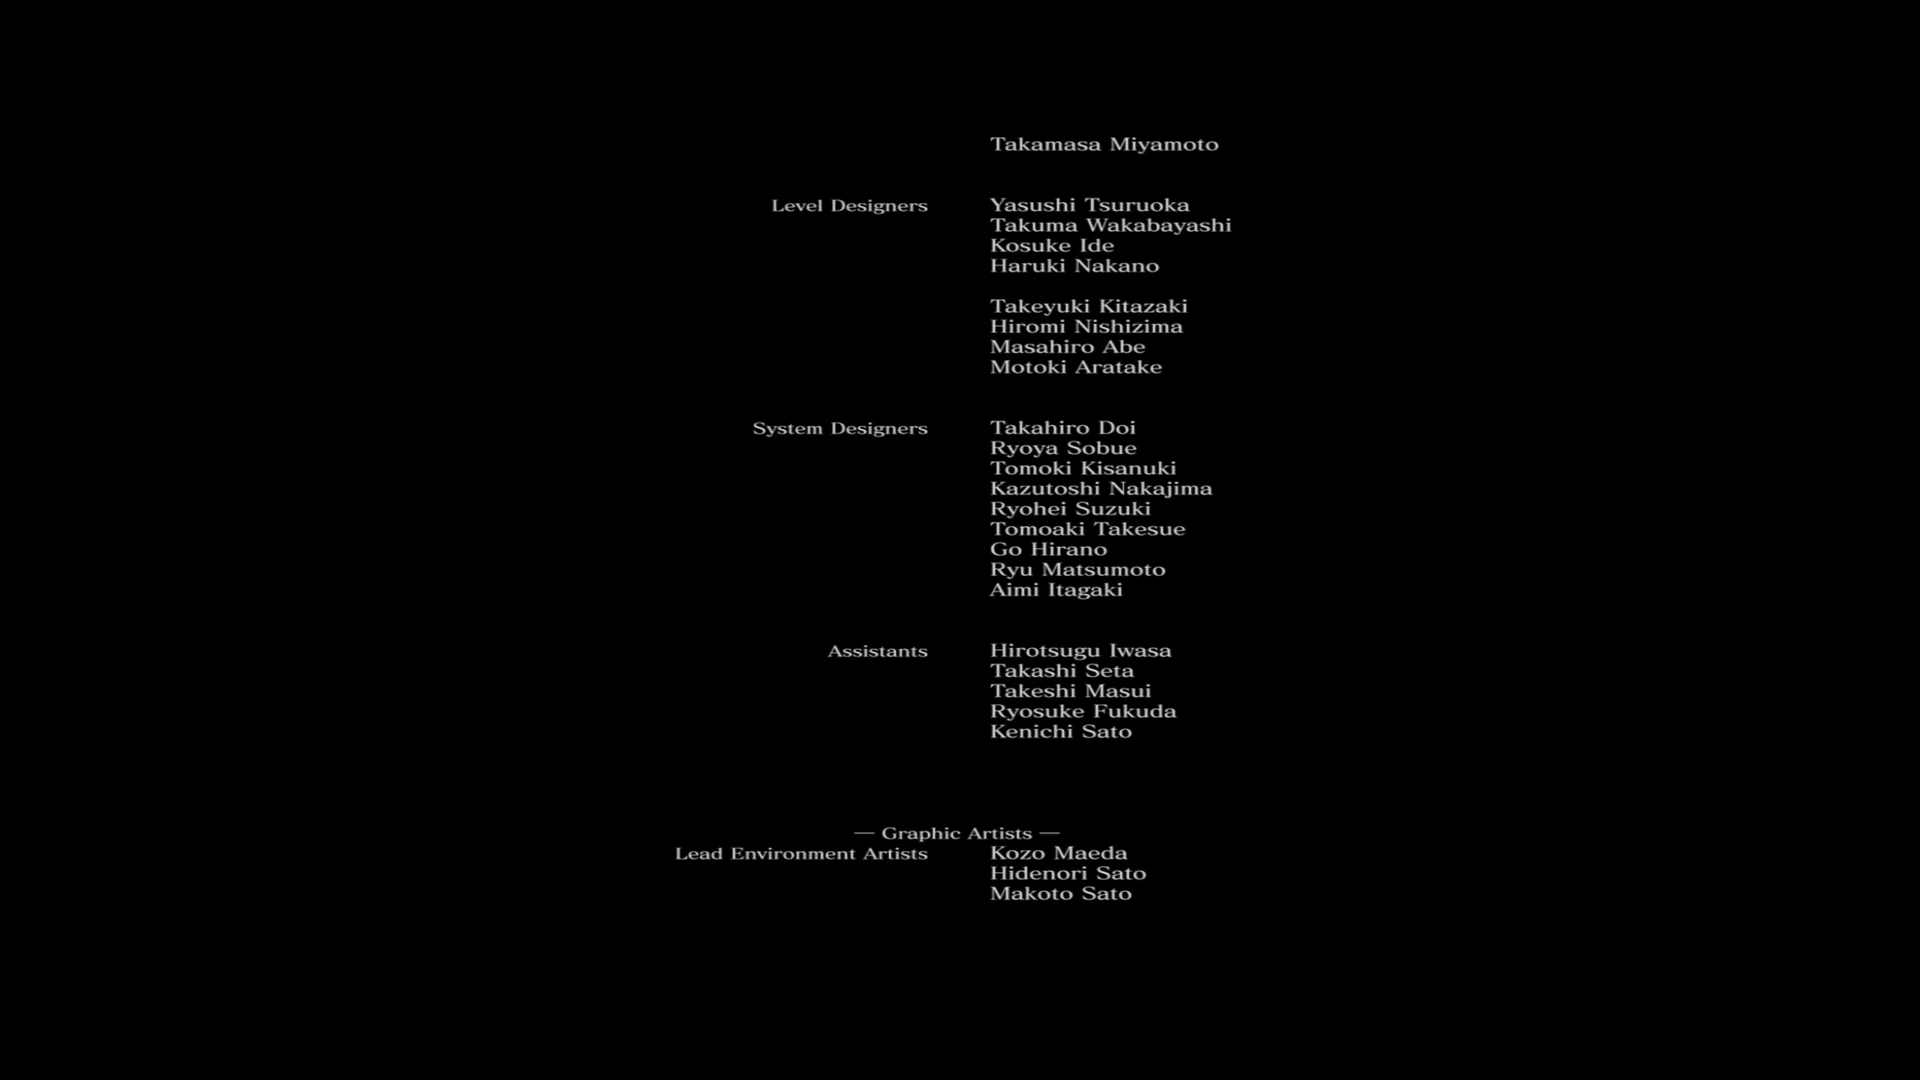 Takamasa Miyamoto
Level Designers Yasushi Tsuruoka
Takuma Wakabayashi
Kosuke Ide
Haruki Nakano
Takeyuki Kitazaki
Hiromi Nishizima
Masahiro Abe
Motoki Aratake
System Designers Takahiro Doi
Ryoya Sobue
Tomoki Kisanuki
Kazutoshi Nakajima
Ryohei Suzuki
Tomoaki Takesue
Go Hirano
Ryu Matsumoto
Aimi Itagaki
Assistants Hirotsugu Iwasa
Takashi Seta
Takeshi Masui
Ryosuke Fukuda
Kenichi Sato
— Graphic Artists —
Lead Environment Artists Kozo Maeda
Hidenori Sato
Makoto Sato